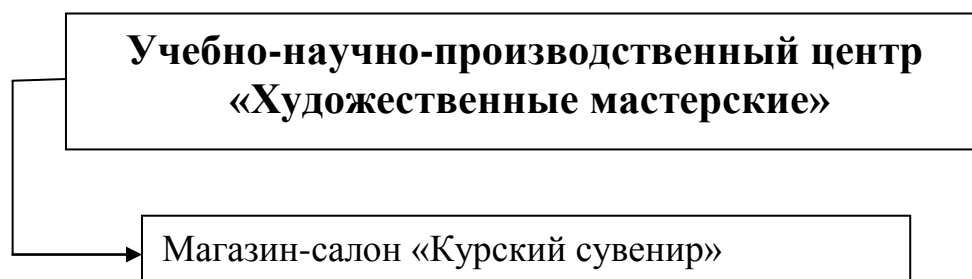 Учебно-научно-производственный центр
«Художественные мастерские»
Магазин-салон «Курский сувенир»